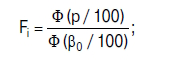 Fᵢ = Φ (p / 100) / Φ (β₀ / 100) ;